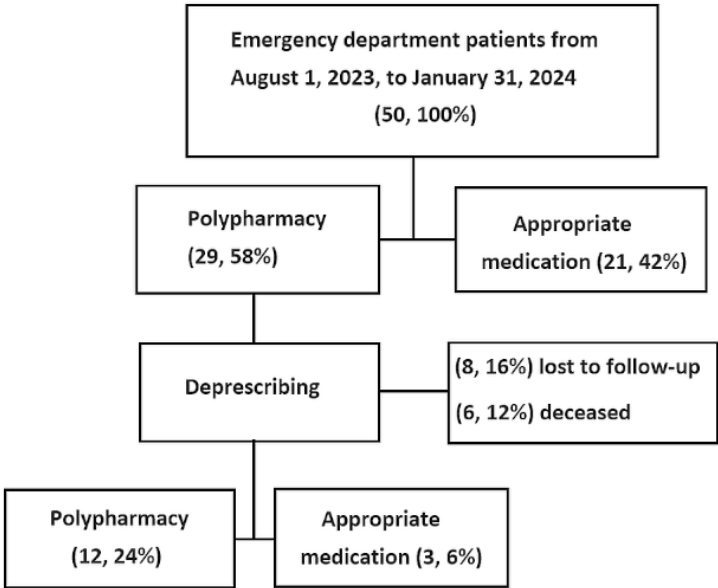 Emergency department patients from
August 1, 2023, to January 31, 2024
(50, 100%)
Polypharmacy
(29, 58%)
Appropriate
medication (21, 42%)
Deprescribing
(8, 16%) lost to follow-up
(6, 12%) deceased
Polypharmacy
(12, 24%)
Appropriate
medication (3, 6%)